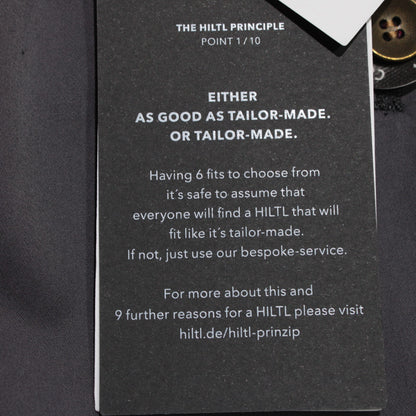 THE HILTL PRINCIPLE
POINT 1 / 10
EITHER
AS GOOD AS TAILOR-MADE.
OR TAILOR-MADE.
Having 6 fits to choose from
it´s safe to assume that
everyone will find a HILTL that will
fit like it´s tailor-made.
If not, just use our bespoke-service.
For more about this and
9 further reasons for a HILTL please visit
hiltl.de/hiltl-prinzip